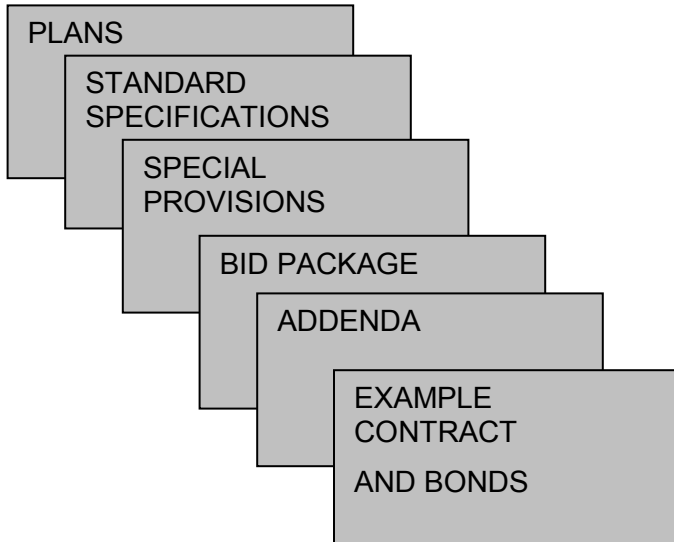 PLANS
STANDARD
SPECIFICATIONS
SPECIAL
PROVISIONS
BID PACKAGE
ADDENDA
EXAMPLE
CONTRACT
AND BONDS